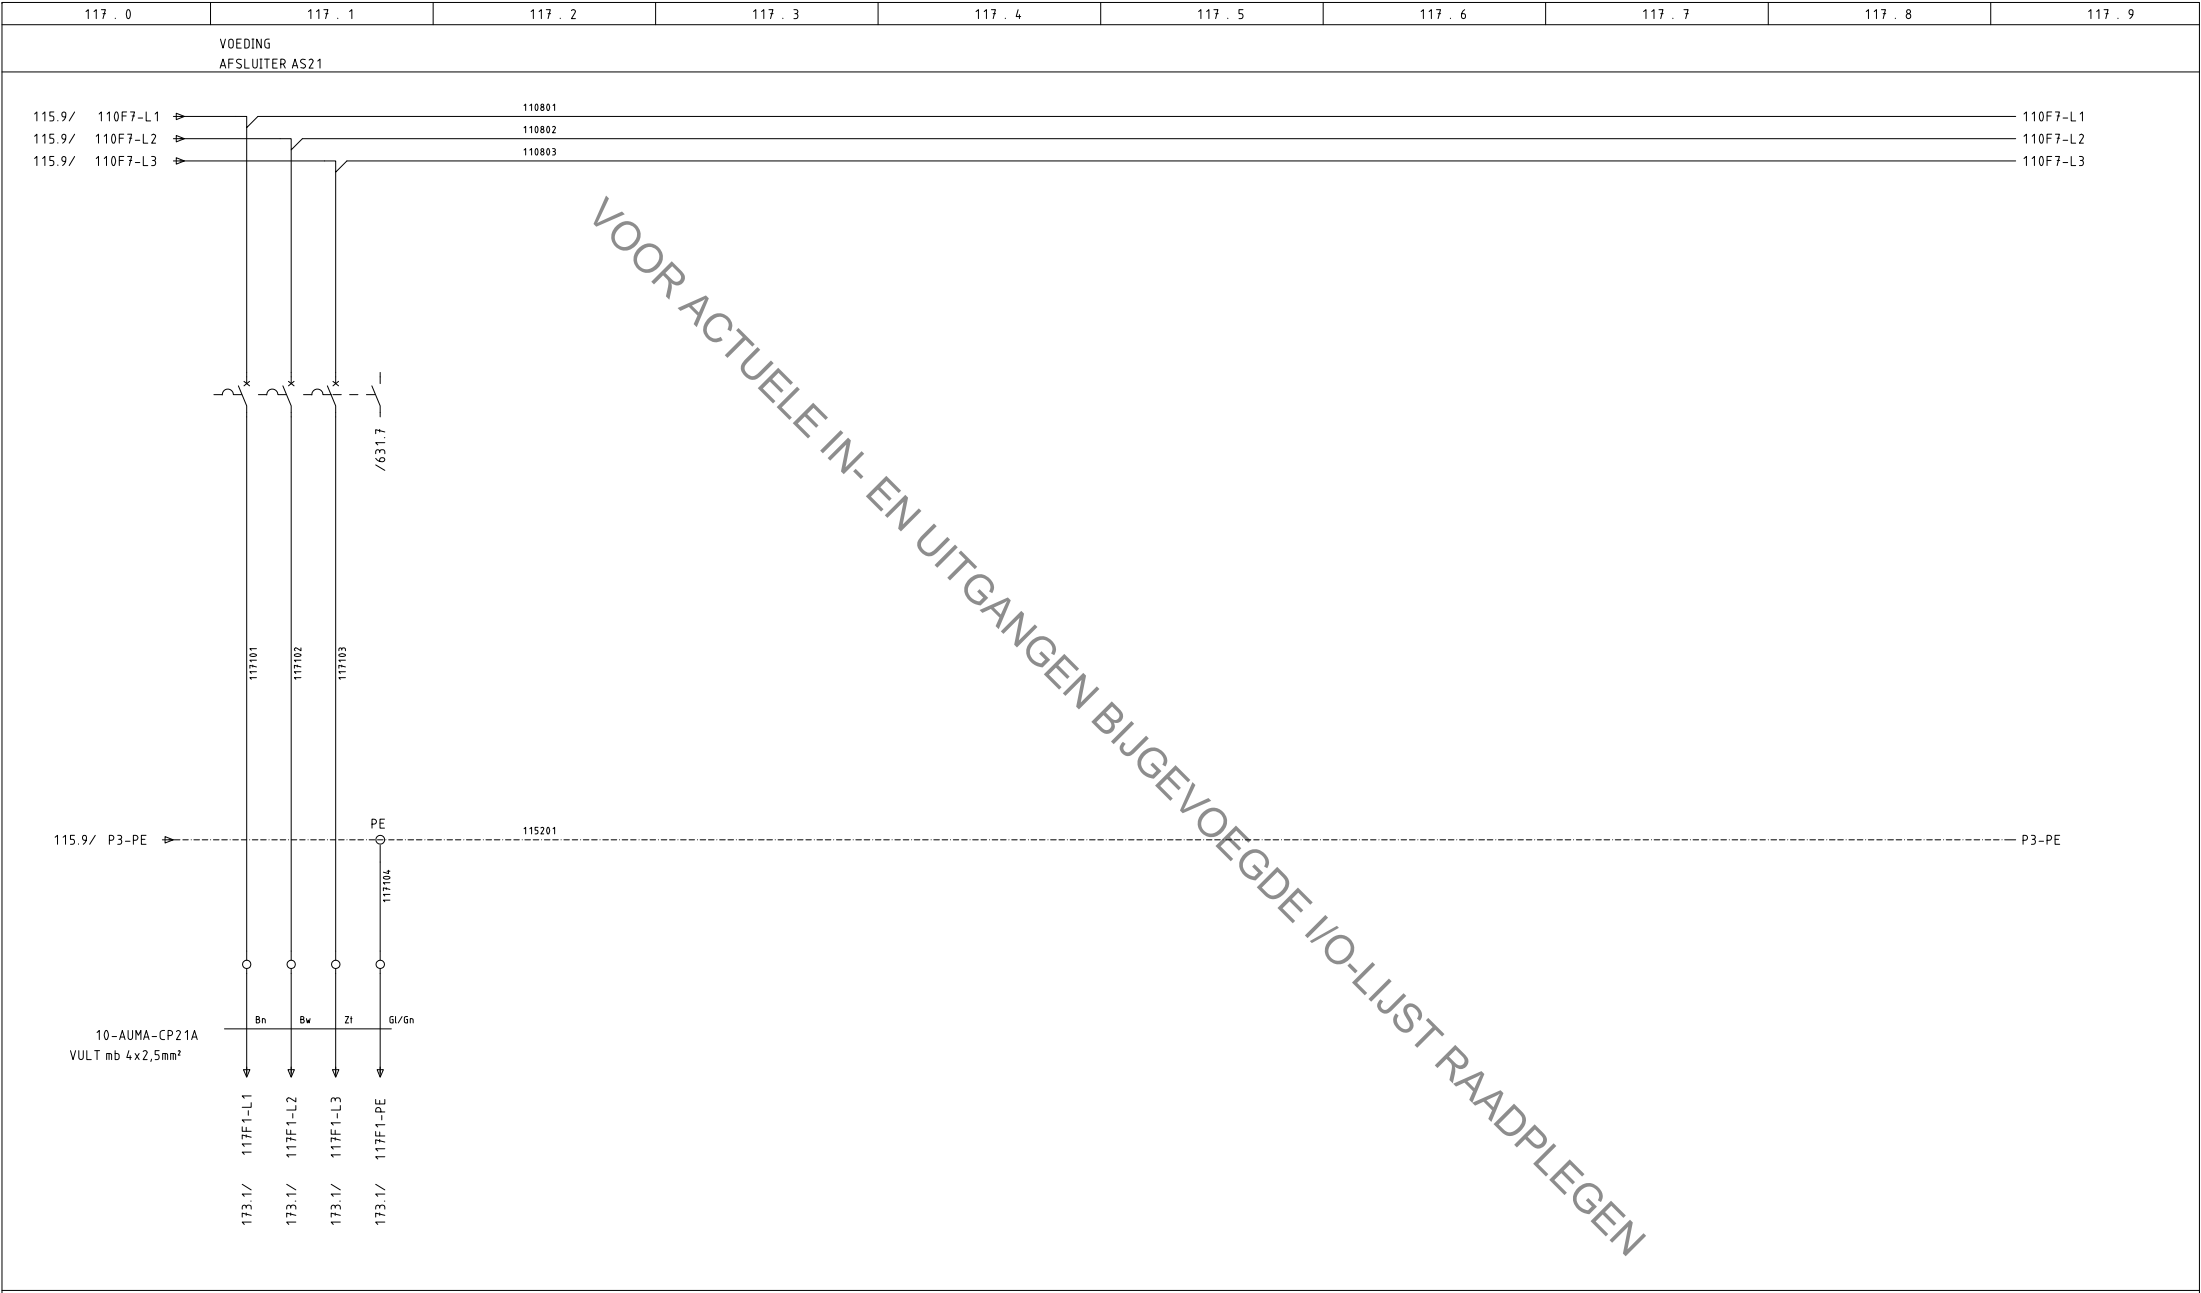 117 . 0
117 . 1
117 . 2
117 . 3
117 . 4
117 . 5
117 . 6
117 . 7
117 . 8
117 . 9
VOEDING
AFSLUITER AS21
115.9/ 110F7-L1
110801
110F7-L1
115.9/ 110F7-L2
110802
110F7-L2
115.9/ 110F7-L3
110803
110F7-L3
VOOR ACTUELE IN- EN UITGANGEN BIJGEVOEGDE I/O-LIJST RAADPLEGEN
/631.7
117101
117102
117103
115.9/ P3-PE
PE
115201
P3-PE
117104
Bn
Bw
Zt
Gl/Gn
10-AUMA-CP21A
VULT mb 4x2,5mm²
173.1/ 117F1-L1
173.1/ 117F1-L2
173.1/ 117F1-L3
173.1/ 117F1-PE